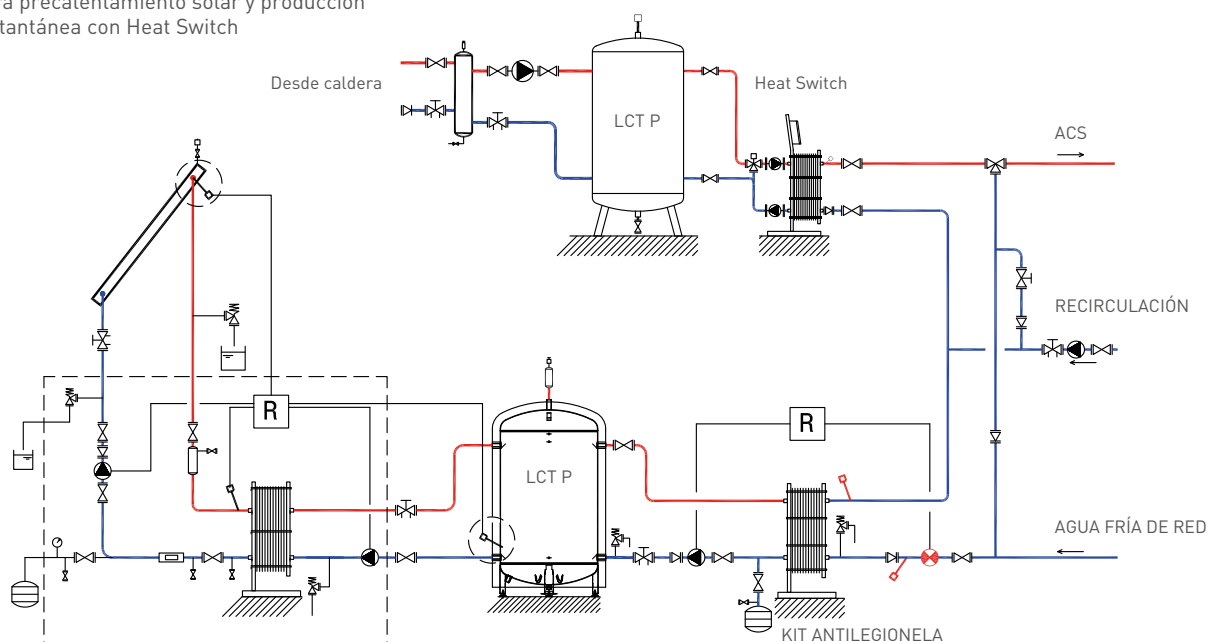 precalentamiento solar y producción
con Heat Switch
Desde caldera
Heat Switch
LCT P
ACS
RECIRCULACIÓN
R
R
LCT P
AGUA FRÍA DE RED
KIT ANTILEGIONELA